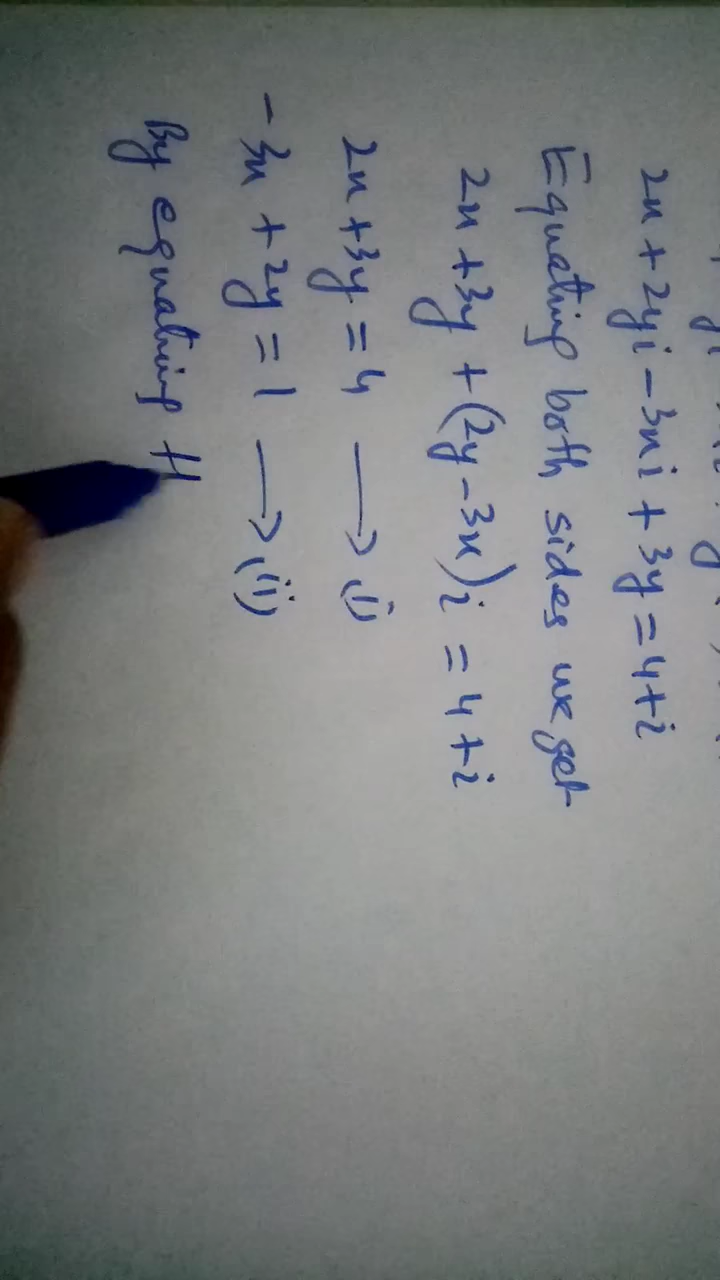 2x + 2yi - 3xi + 3y = 4 + i
Equating both sides we get
2x + 3y + (2y - 3x)i = 4 + i
2x + 3y = 4 → (i)
-3x + 2y = 1 → (ii)
By equating